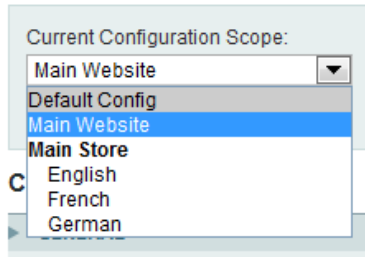 Current Configuration Scope:
Main Website
Default Config
Main Website
Main Store
English
French
German
C